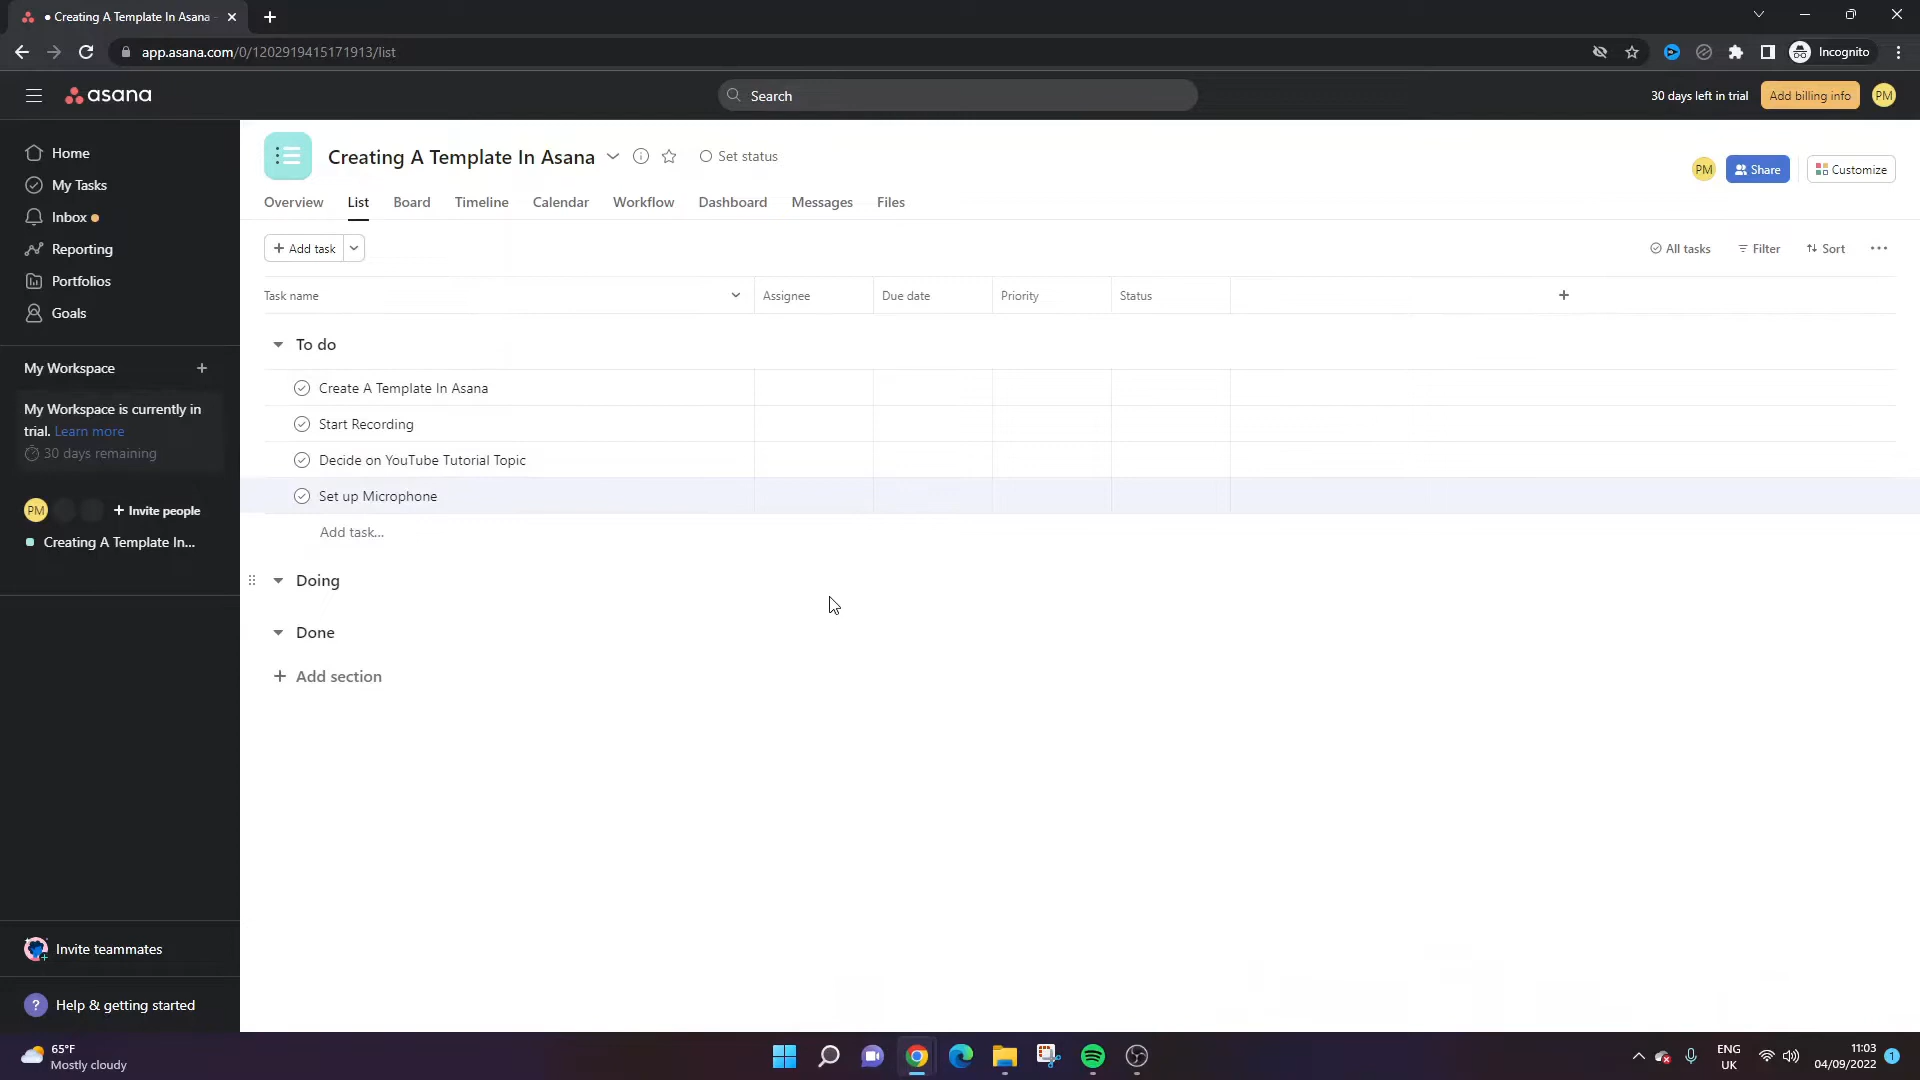 Creating A Template In Asana
app.asana.com/0/1202919415171913/list
Incognito
asana
Search
30 days left in trial
Add billing info
PM
Home
My Tasks
Inbox
Reporting
Portfolios
Goals
My Workspace
My Workspace is currently in
trial. Learn more
30 days remaining
PM
Invite people
Creating A Template In...
Invite teammates
? Help & getting started
Creating A Template In Asana
Set status
PM
Share
Customize
Overview
List
Board
Timeline
Calendar
Workflow
Dashboard
Messages
Files
+ Add task
All tasks
Filter
Sort
Task name
Assignee
Due date
Priority
Status
To do
Create A Template In Asana
Start Recording
Decide on YouTube Tutorial Topic
Set up Microphone
Add task...
Doing
Done
+ Add section
65°F
Mostly cloudy
ENG
UK
11:03
04/09/2022
1